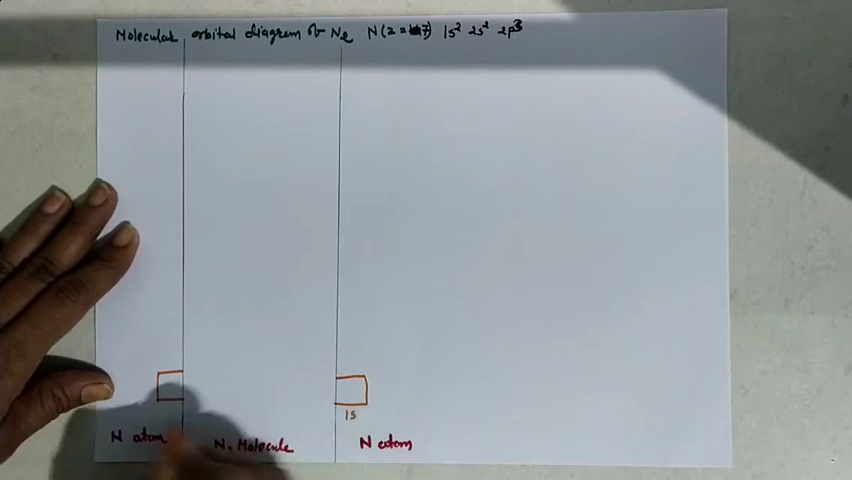 Molecular orbital diagram of N2 N(Z=7) 1s² 2s² 2p³
1s
N atom N₂ Molecule N atom